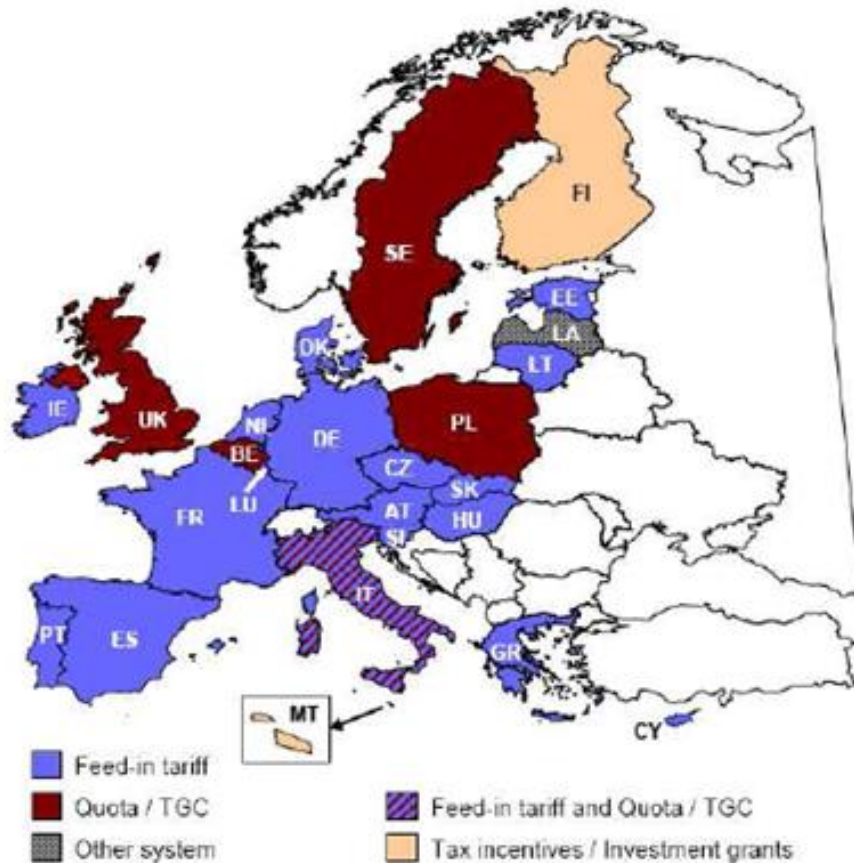 FI
SE
EE
LA
LT
DK
IE
UK
NI
DE
PL
BE
CZ
LU
SK
FR
AT
HU
SI
IT
PT
ES
GR
MT
CY
Feed-in tariff
Quota / TGC
Feed-in tariff and Quota / TGC
Other system
Tax incentives / Investment grants